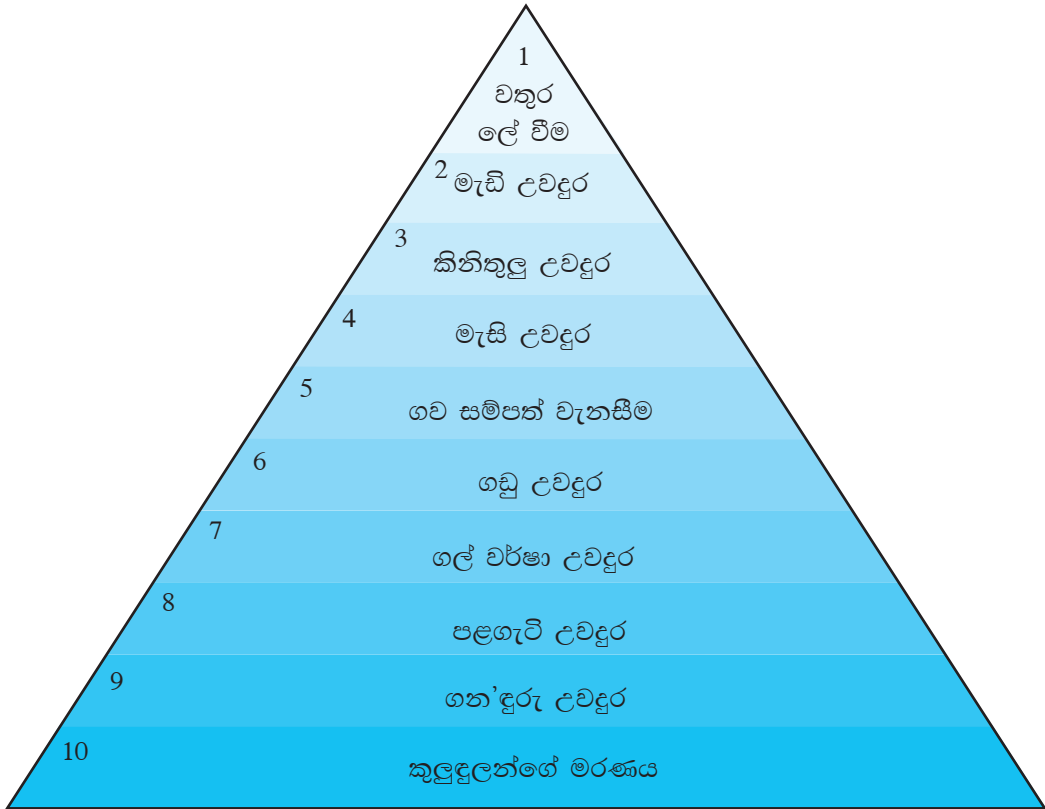 1
වතුර
ලේ වීම
2
මැඩි උවදුර
3
කිනිතුලු උවදුර
4
මැසි උවදුර
5
ගව සම්පත් වැනසීම
6
ගඩු උවදුර
7
ගල් වර්ෂා උවදුර
8
පළගැටි උවදුර
9
ගන'ඳුරු උවදුර
10
කුලුඳුලන්ගේ මරණය